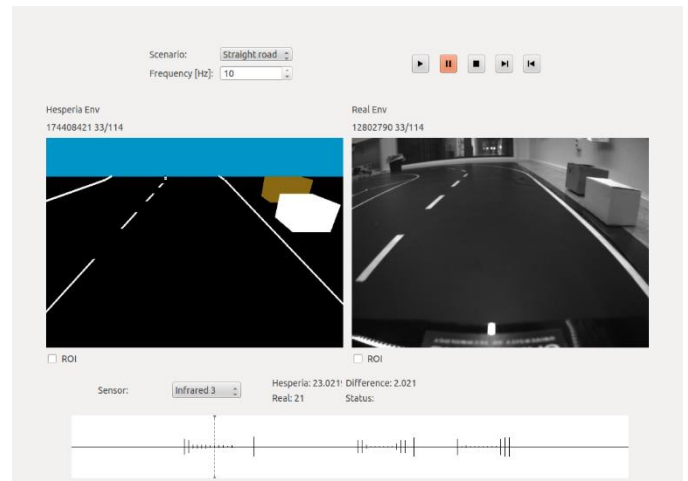 Scenario: Straight road
Frequency [Hz]: 10
Hesperia Env
174408421 33/114
Real Env
12802790 33/114
ROI
ROI
Sensor: Infrared 3
Hesperia: 23.021 Difference: 2.021
Real: 21 Status: